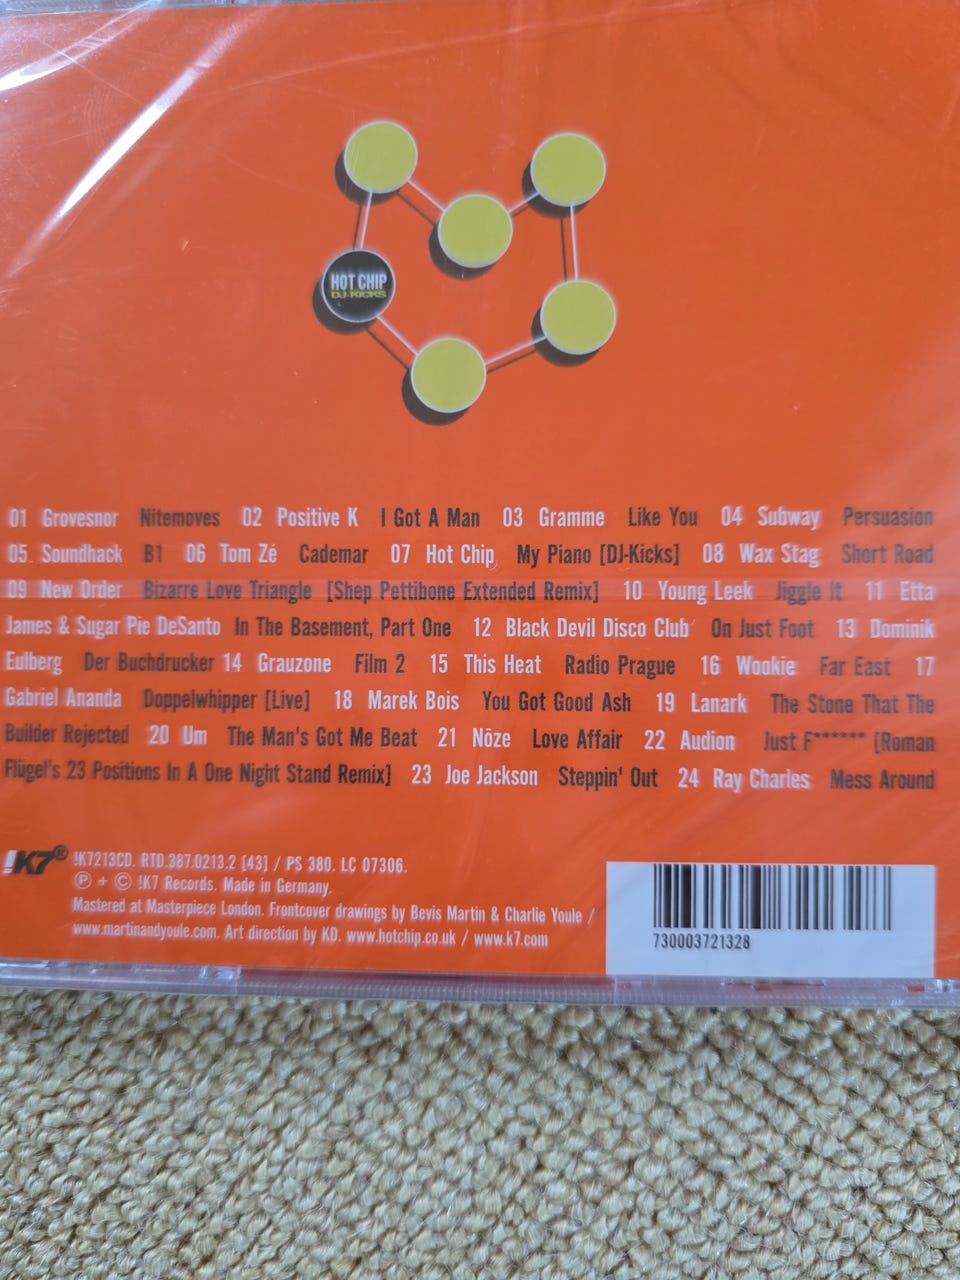 HOT CHIP
DJ-KICKS
01 Grovesnor Nitemoves 02 Positive K I Got A Man 03 Gramme Like You 04 Subway Persuasion
05. Soundhack B1 06 Tom Zé Cademar 07 Hot Chip My Piano [DJ-Kicks] 08 Wax Stag Short Road
09 New Order Bizarre Love Triangle [Shep Pettibone Extended Remix] 10 Young Leek Jiggle It 11 Etta
James & Sugar Pie DeSanto In The Basement, Part One 12 Black Devil Disco Club On Just Foot 13 Dominik
Eulberg Der Buchdrucker 14 Grauzone Film 2 15 This Heat Radio Prague 16 Wookie Far East 17
Gabriel Ananda Doppelwhipper [Live] 18 Marek Bois You Got Good Ash 19 Lanark The Stone That The
Builder Rejected 20 Um The Man's Got Me Beat 21 Nôze Love Affair 22 Audion Just F****** [Roman
Flügel's 23 Positions In A One Night Stand Remix] 23 Joe Jackson Steppin' Out 24 Ray Charles Mess Around
!K7® !K7213CD. RTD.387.0213.2 [43] / PS 380. LC 07306.
Ⓟ + © !K7 Records. Made in Germany.
Mastered at Masterpiece London. Frontcover drawings by Bevis Martin & Charlie Youle /
www.martinandyoule.com. Art direction by KD. www.hotchip.co.uk / www.k7.com
730003721328